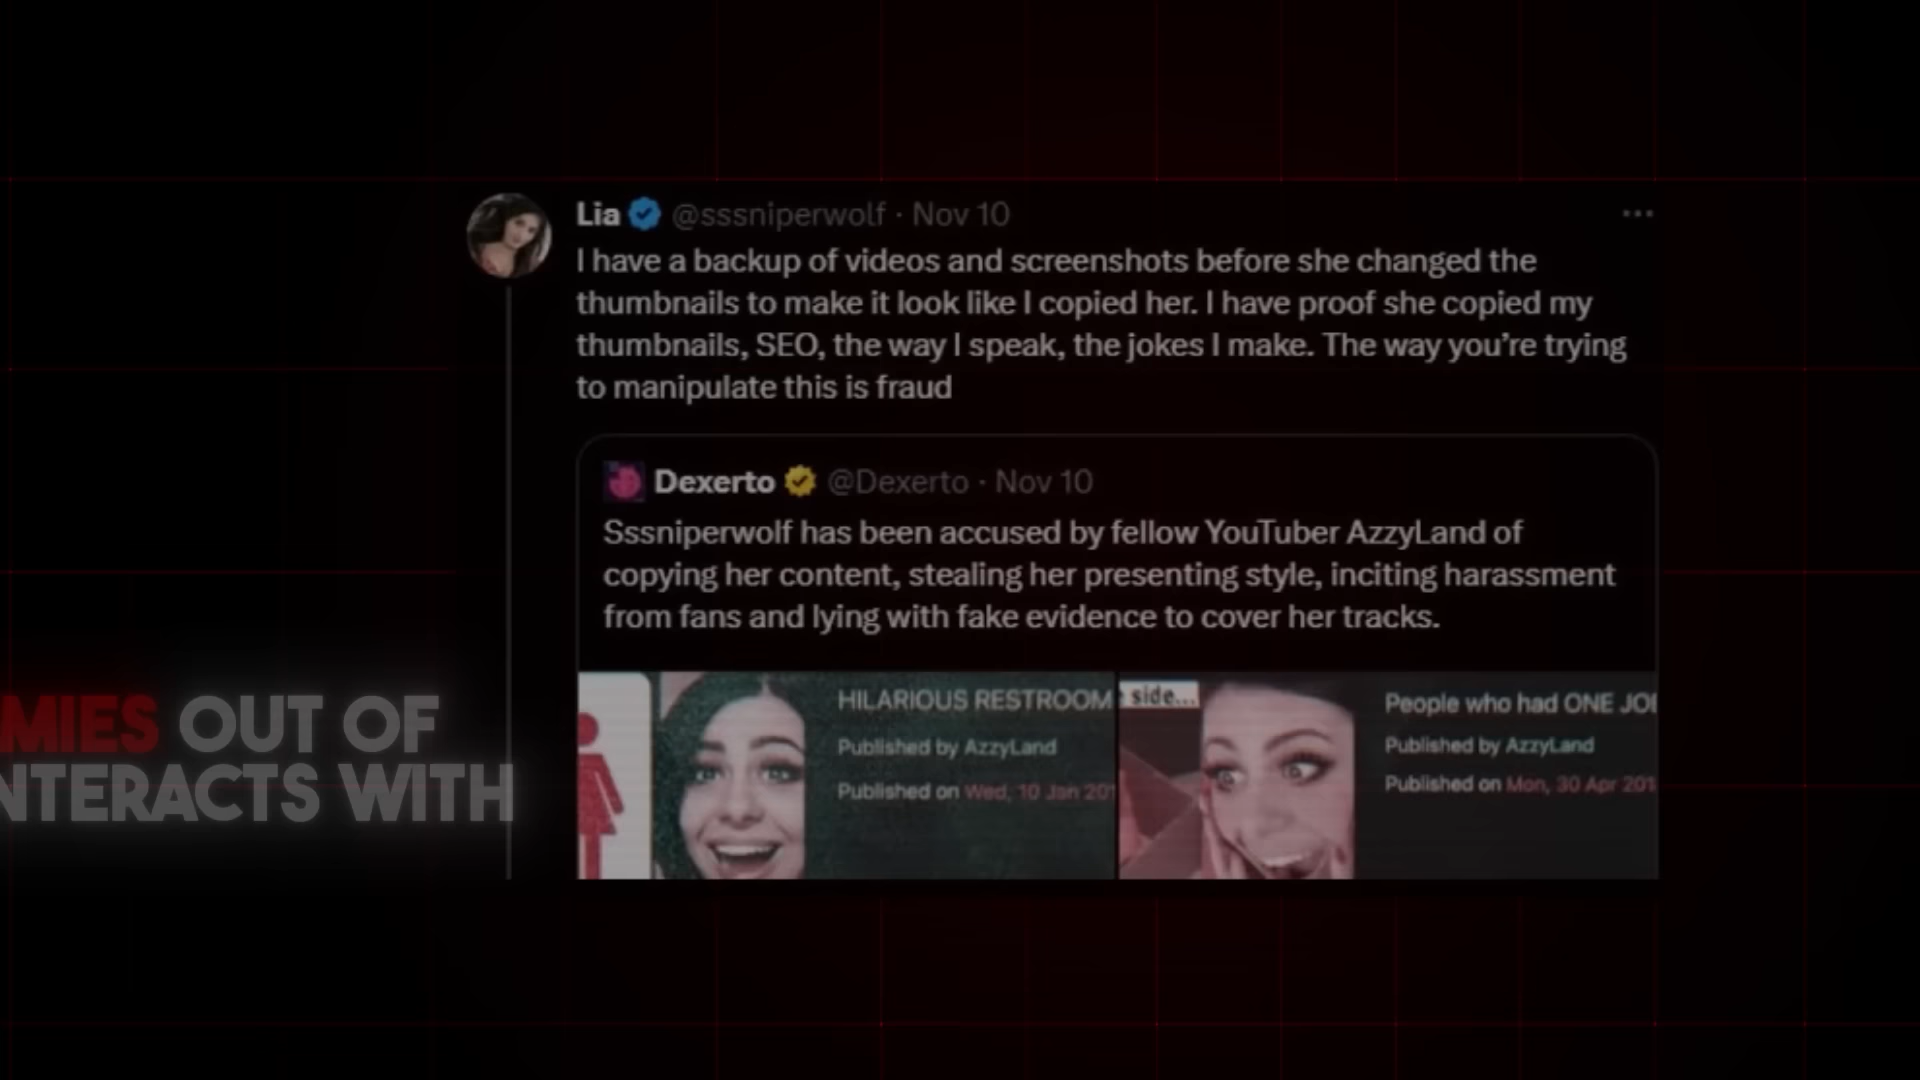 Lia @sssniperwolf · Nov 10
I have a backup of videos and screenshots before she changed the
thumbnails to make it look like I copied her. I have proof she copied my
thumbnails, SEO, the way I speak, the jokes I make. The way you're trying
to manipulate this is fraud
Dexerto @Dexerto · Nov 10
Sssniperwolf has been accused by fellow YouTuber AzzyLand of
copying her content, stealing her presenting style, inciting harassment
from fans and lying with fake evidence to cover her tracks.
HILARIOUS RESTROOM
Published by AzzyLand
Published on Wed, 10 Jan 201
side...
People who had ONE JO
Published by AzzyLand
Published on Mon, 30 Apr 201
MIES OUT OF
NTERACTS WITH